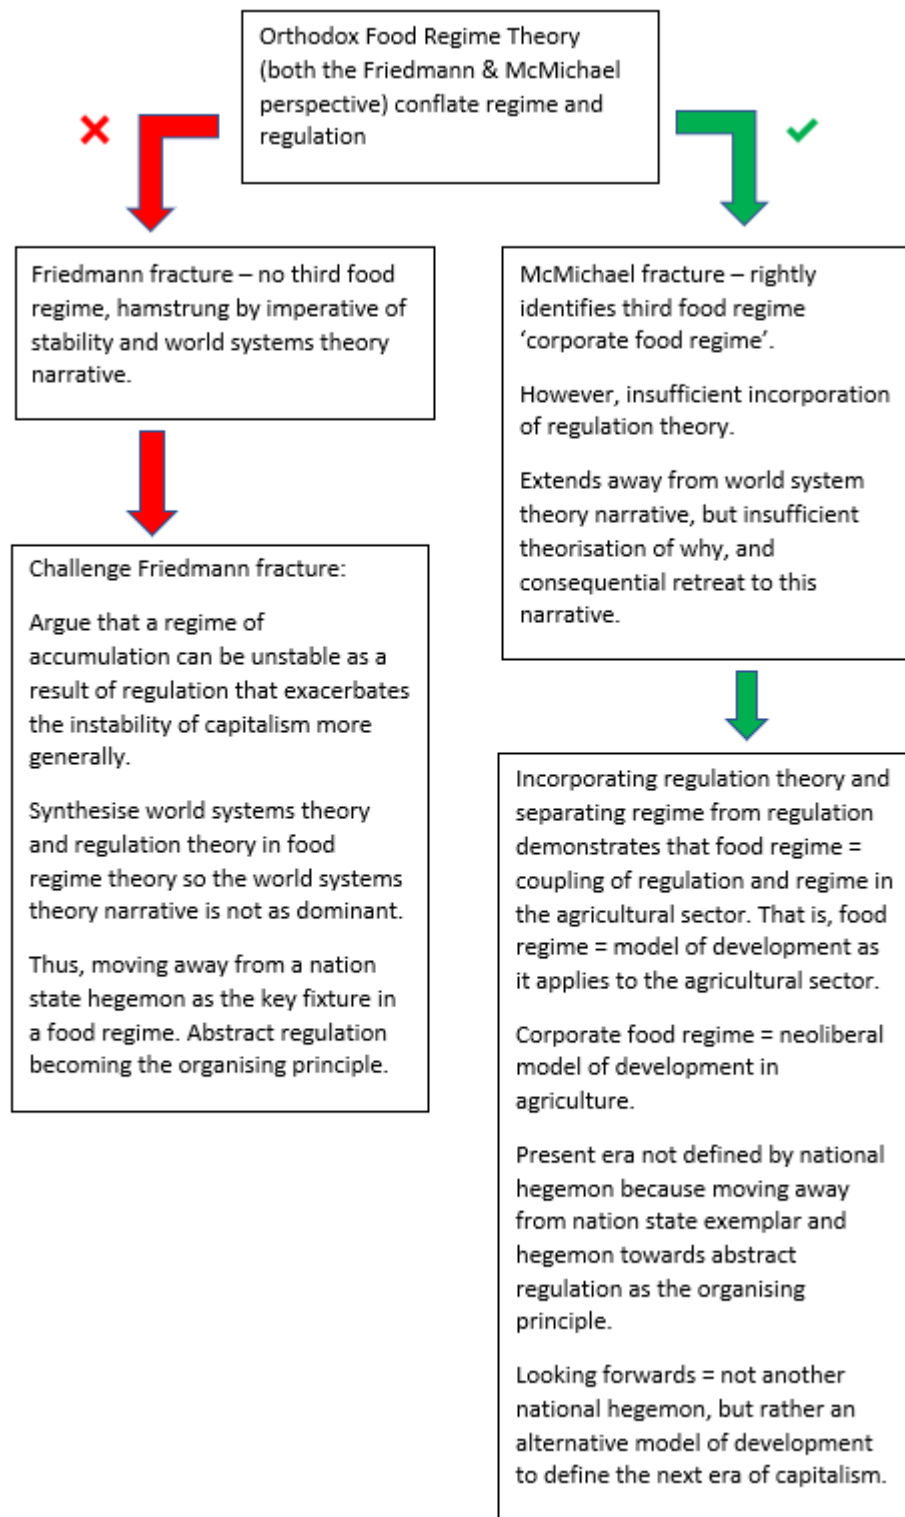 Orthodox Food Regime Theory
(both the Friedmann & McMichael
perspective) conflate regime and
regulation
Friedmann fracture – no third food
regime, hamstrung by imperative of
stability and world systems theory
narrative.
Challenge Friedmann fracture:
Argue that a regime of
accumulation can be unstable as a
result of regulation that exacerbates
the instability of capitalism more
generally.
Synthesise world systems theory
and regulation theory in food
regime theory so the world systems
theory narrative is not as dominant.
Thus, moving away from a nation
state hegemon as the key fixture in
a food regime. Abstract regulation
becoming the organising principle.
McMichael fracture – rightly
identifies third food regime
‘corporate food regime’.
However, insufficient incorporation
of regulation theory.
Extends away from world system
theory narrative, but insufficient
theorisation of why, and
consequential retreat to this
narrative.
Incorporating regulation theory and
separating regime from regulation
demonstrates that food regime =
coupling of regulation and regime in
the agricultural sector. That is, food
regime = model of development as
it applies to the agricultural sector.
Corporate food regime = neoliberal
model of development in
agriculture.
Present era not defined by national
hegemon because moving away
from nation state exemplar and
hegemon towards abstract
regulation as the organising
principle.
Looking forwards = not another
national hegemon, but rather an
alternative model of development
to define the next era of capitalism.